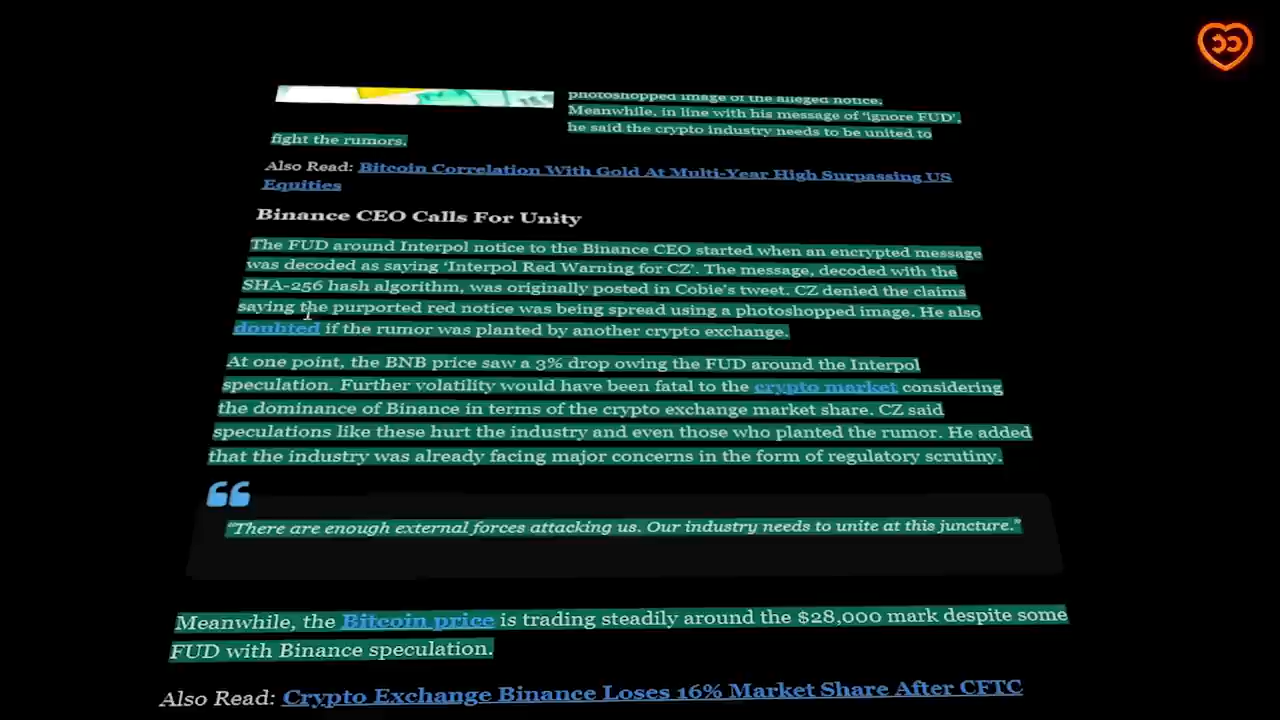 photoshopped image of the alleged notice.
Meanwhile, in line with his message of 'ignore FUD',
he said the crypto industry needs to be united to
fight the rumors.
Also Read: Bitcoin Correlation With Gold At Multi-Year High Surpassing US
Equities
Binance CEO Calls For Unity
The FUD around Interpol notice to the Binance CEO started when an encrypted message
was decoded as saying 'Interpol Red Warning for CZ'. The message, decoded with the
SHA-256 hash algorithm, was originally posted in Cobie's tweet. CZ denied the claims
saying the purported red notice was being spread using a photoshopped image. He also
doubted if the rumor was planted by another crypto exchange.
At one point, the BNB price saw a 3% drop owing the FUD around the Interpol
speculation. Further volatility would have been fatal to the crypto market considering
the dominance of Binance in terms of the crypto exchange market share. CZ said
speculations like these hurt the industry and even those who planted the rumor. He added
that the industry was already facing major concerns in the form of regulatory scrutiny.
"There are enough external forces attacking us. Our industry needs to unite at this juncture."
Meanwhile, the Bitcoin price is trading steadily around the $28,000 mark despite some
FUD with Binance speculation.
Also Read: Crypto Exchange Binance Loses 16% Market Share After CFTC